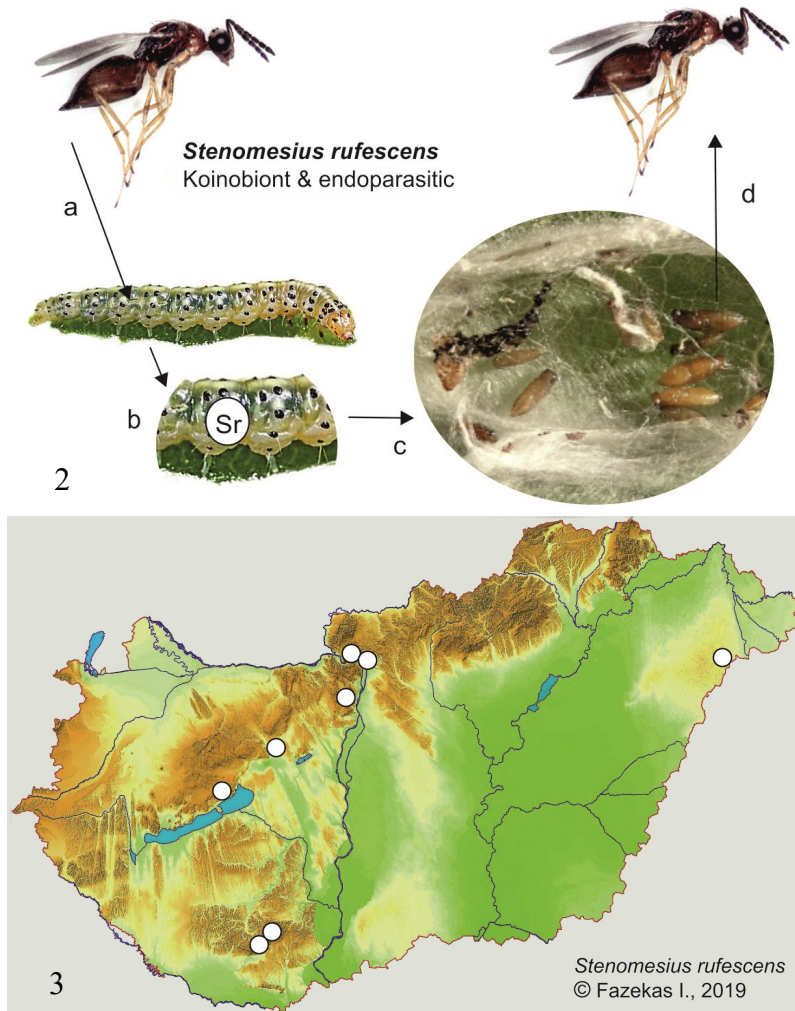 Stenomesius rufescens
Koinobiont & endoparasitic
a
d
b
Sr
c
2
3
Stenomesius rufescens
© Fazekas I., 2019